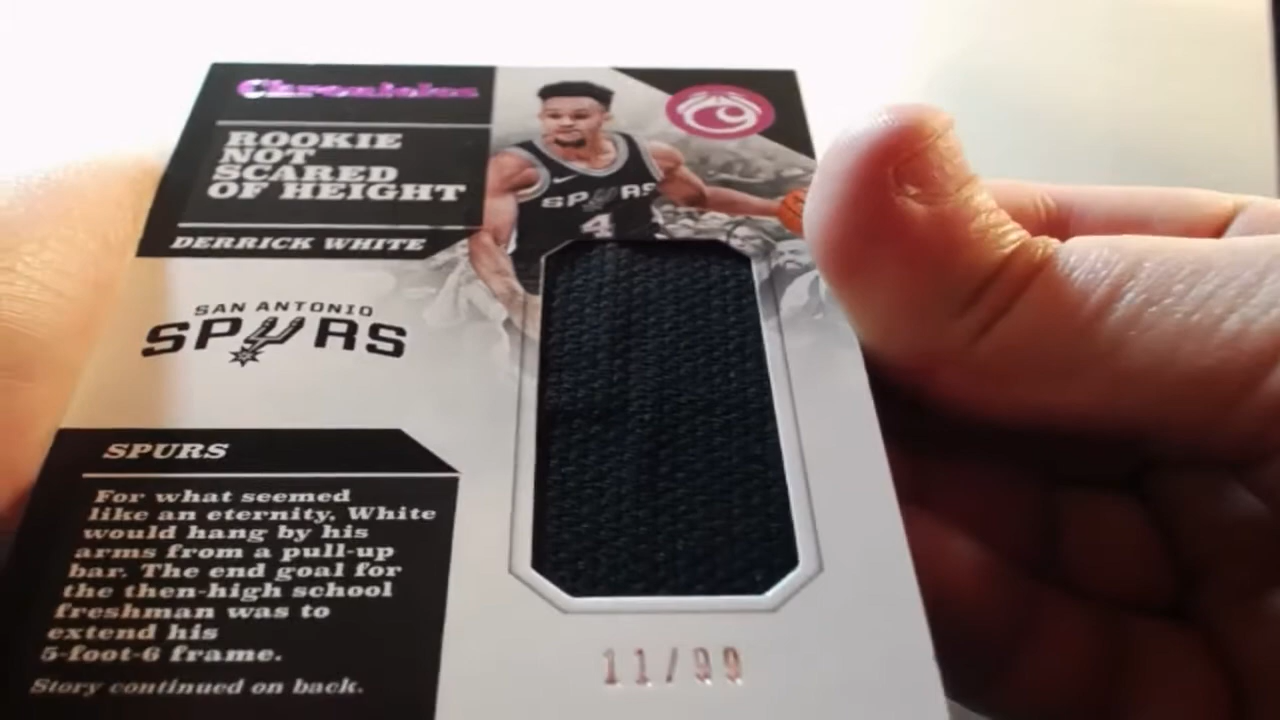 Chronicles
ROOKIE
NOT
SCARED
OF HEIGHT
DERRICK WHITE
SPURS
4
SAN ANTONIO
SPURS
SPURS
For what seemed
like an eternity, White
would hang by his
arms from a pull-up
bar. The end goal for
the then-high school
freshman was to
extend his
5-foot-6 frame.
Story continued on back.
11/99